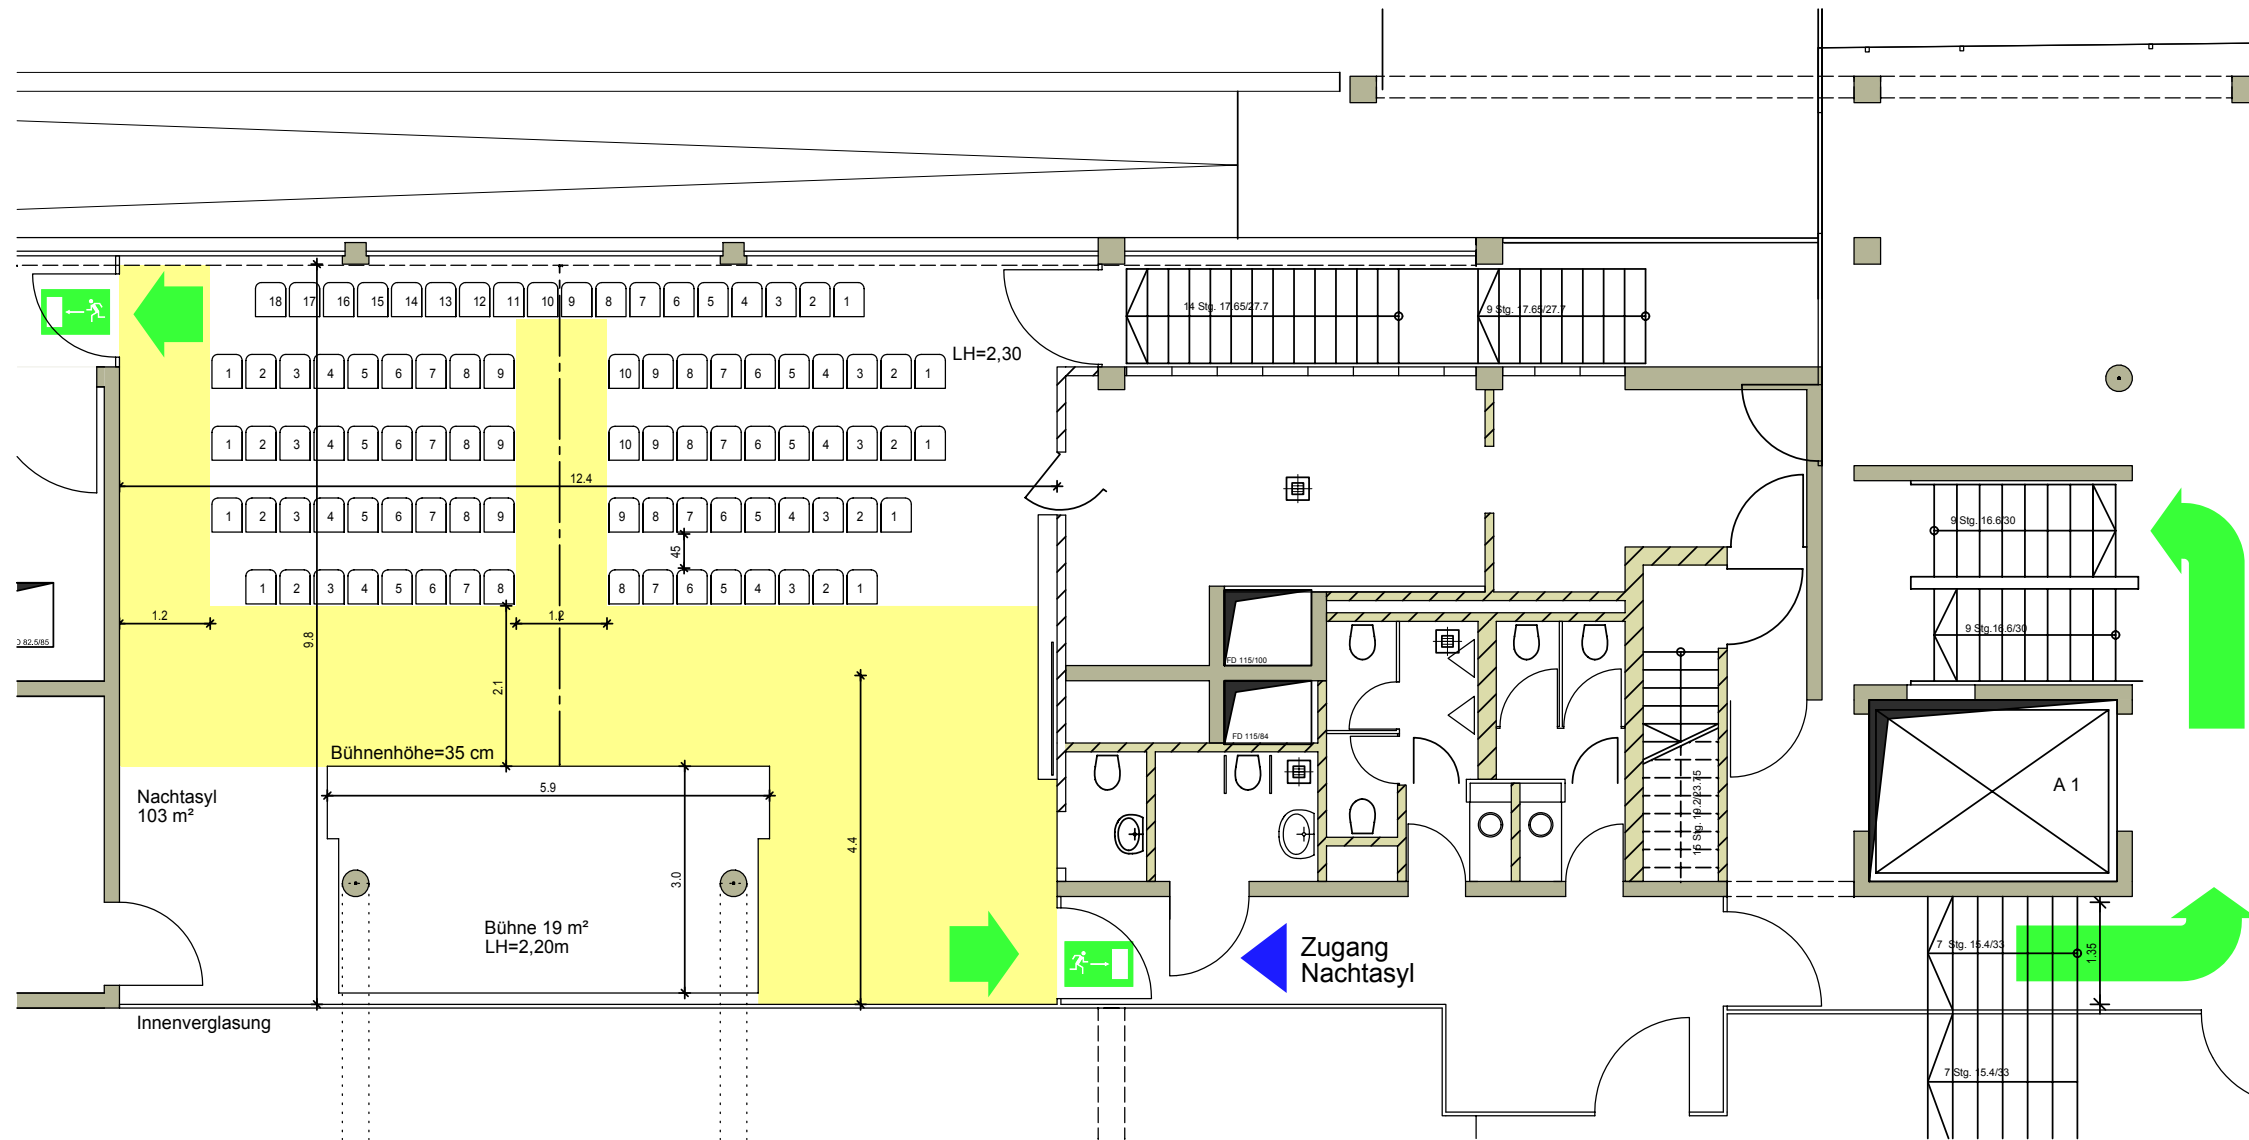 18 17 16 15 14 13 12 11 10 9 8 7 6 5 4 3 2 1
14 Stg. 17.65/27.7
9 Stg. 17.65/27.7
LH=2,30
1 2 3 4 5 6 7 8 9
10 9 8 7 6 5 4 3 2 1
1 2 3 4 5 6 7 8 9
10 9 8 7 6 5 4 3 2 1
12.4
1 2 3 4 5 6 7 8 9
9 8 7 6 5 4 3 2 1
45
9 Stg. 16.6/30
1 2 3 4 5 6 7 8
8 7 6 5 4 3 2 1
1.2
1.2
9.8
9 Stg.16.6/30
82.5/85
FD 115/100
2.1
FD 115/84
Bühnenhöhe=35 cm
5.9
A 1
Nachtasyl
103 m²
15 Stg. 19.2/23.75
4.4
3.0
Bühne 19 m²
LH=2,20m
Zugang
Nachtasyl
7 Stg. 15.4/33
1.35
Innenverglasung
7 Stg. 15.4/33